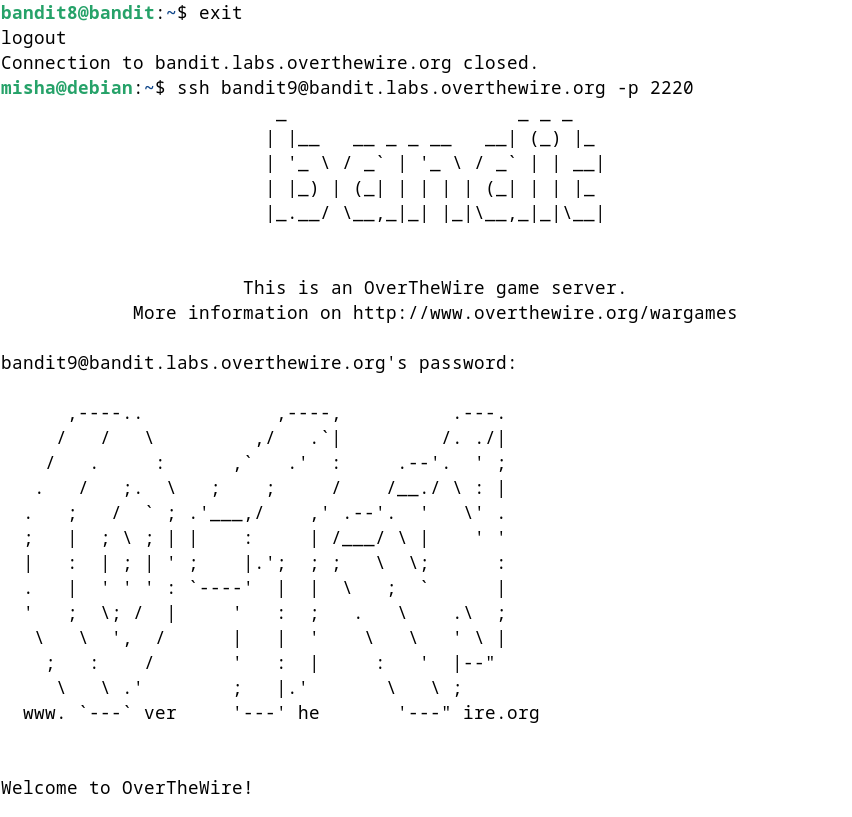 bandit8@bandit:~$ exit
logout
Connection to bandit.labs.overthewire.org closed.
misha@debian:~$ ssh bandit9@bandit.labs.overthewire.org -p 2220
                         _                     _ _ _
                        | |__   __ _ _ __   __| (_) |_
                        | '_ \ / _` | '_ \ / _` | | __|
                        | |_) | (_| | | | | (_| | | |_
                        |_.__/ \__,_|_| |_|\__,_|_|\__|

                      This is an OverTheWire game server.
            More information on http://www.overthewire.org/wargames

bandit9@bandit.labs.overthewire.org's password:

      ,----..            ,----,          .---.
     /   /   \         ,/   .`|         /. ./|
    /   .     :      ,`   .'  :     .--'.  ' ;
   .   /   ;.  \   ;    ;     /    /__./ \ : |
  .   ;   /  ` ; .'___,/    ,' .--'.  '   \' .
  ;   |  ; \ ; | |    :     | /___/ \ |    ' '
  |   :  | ; | ' ;    |.';  ; ;   \  \;      :
  .   |  ' ' ' : `----'  |  |  \   ;  `      |
  '   ;  \; /  |     '   :  ;   .   \    .\  ;
   \   \  ',  /      |   |  '    \   \   ' \ |
    ;   :    /       '   :  |     :   '  |--"
     \   \ .'        ;   |.'       \   \ ;
  www. `---` ver     '---' he       '---" ire.org

Welcome to OverTheWire!